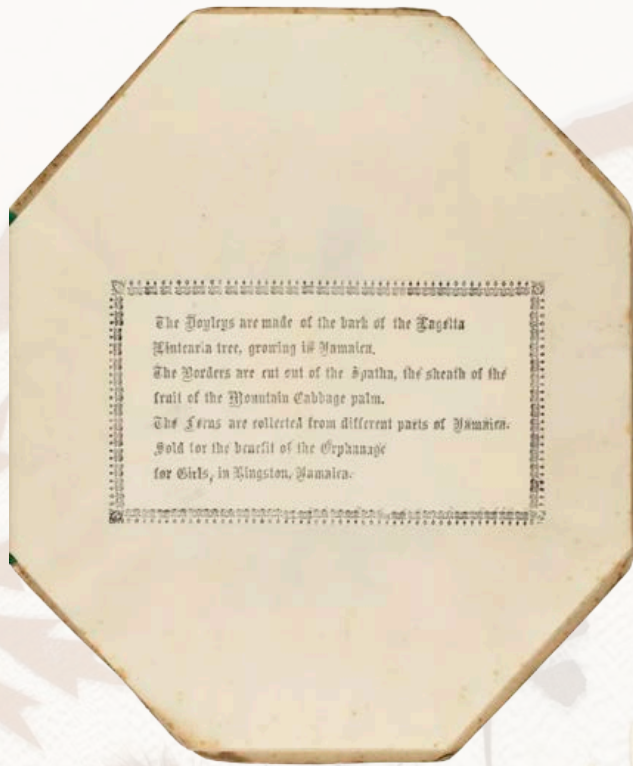 The Doyleys are made of the bark of the Lagetta
Lintearia tree, growing in Jamaica.
The Borders are cut out of the Spatha, the sheath of the
fruit of the Mountain Cabbage palm.
The Ferns are collected from different parts of Jamaica.
Sold for the benefit of the Orphanage
for Girls, in Kingston, Jamaica.